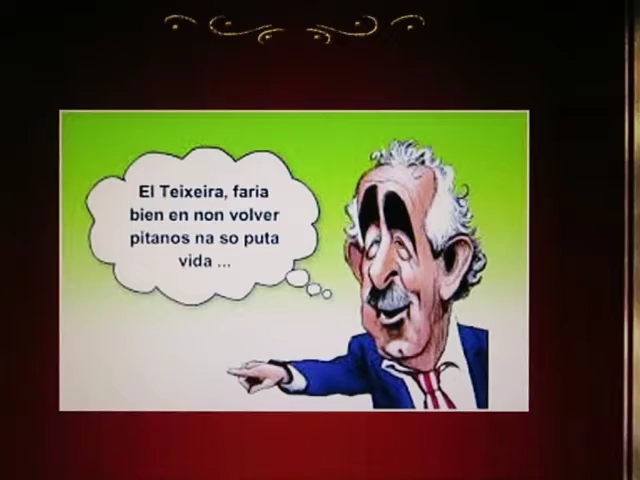 El Teixeira, faria
bien en non volver
pitanos na so puta
vida ...